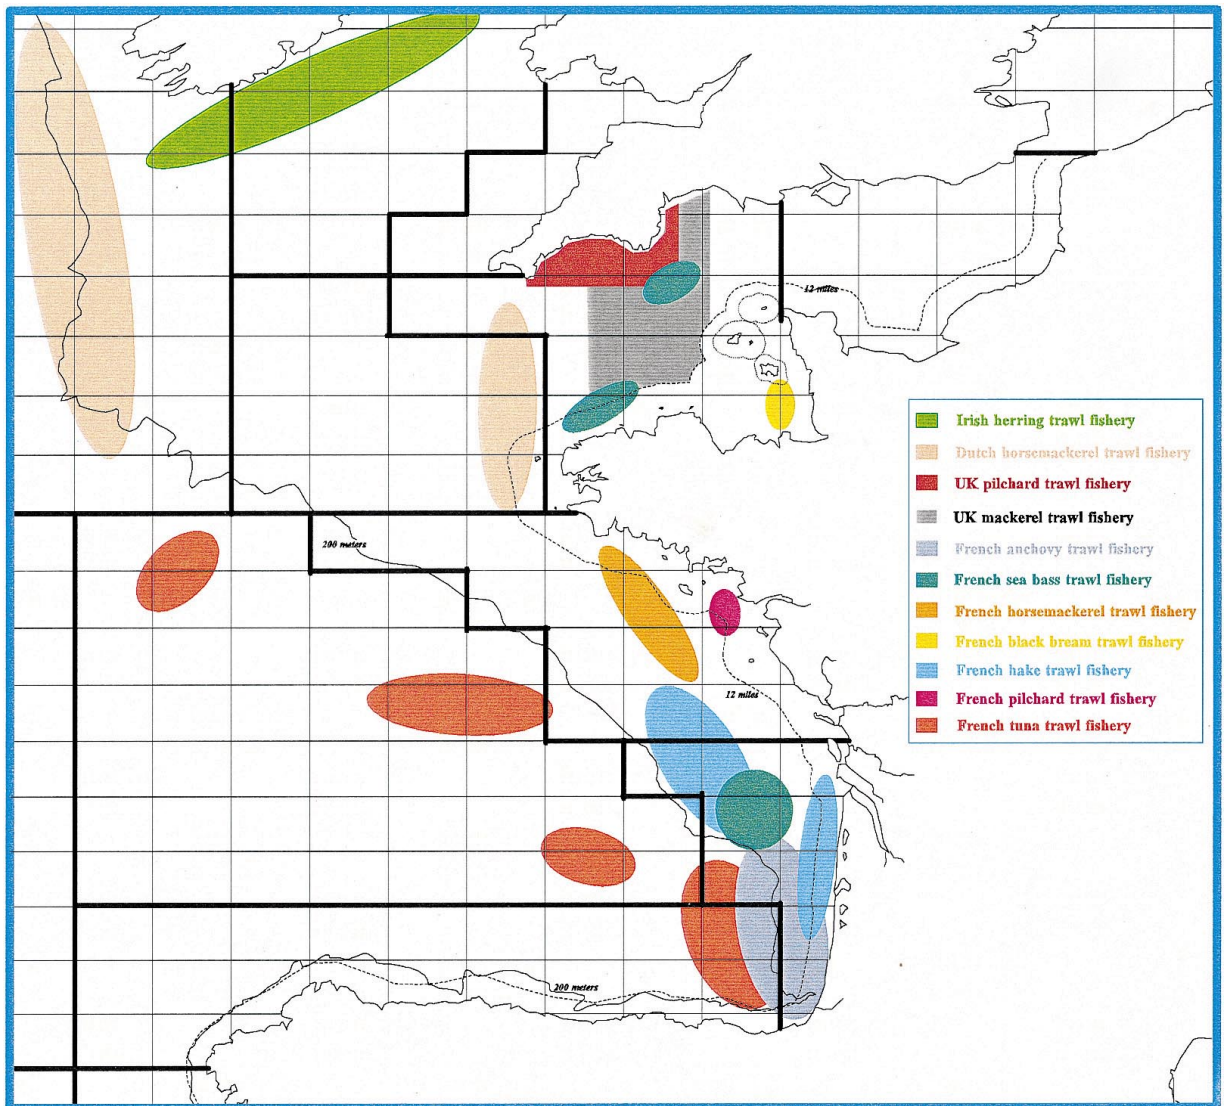 12 miles
Irish herring trawl fishery
Dutch horsemackerel trawl fishery
UK pilchard trawl fishery
UK mackerel trawl fishery
French anchovy trawl fishery
French sea bass trawl fishery
French horsemackerel trawl fishery
French black bream trawl fishery
French hake trawl fishery
French pilchard trawl fishery
French tuna trawl fishery
200 meters
12 miles
200 meters